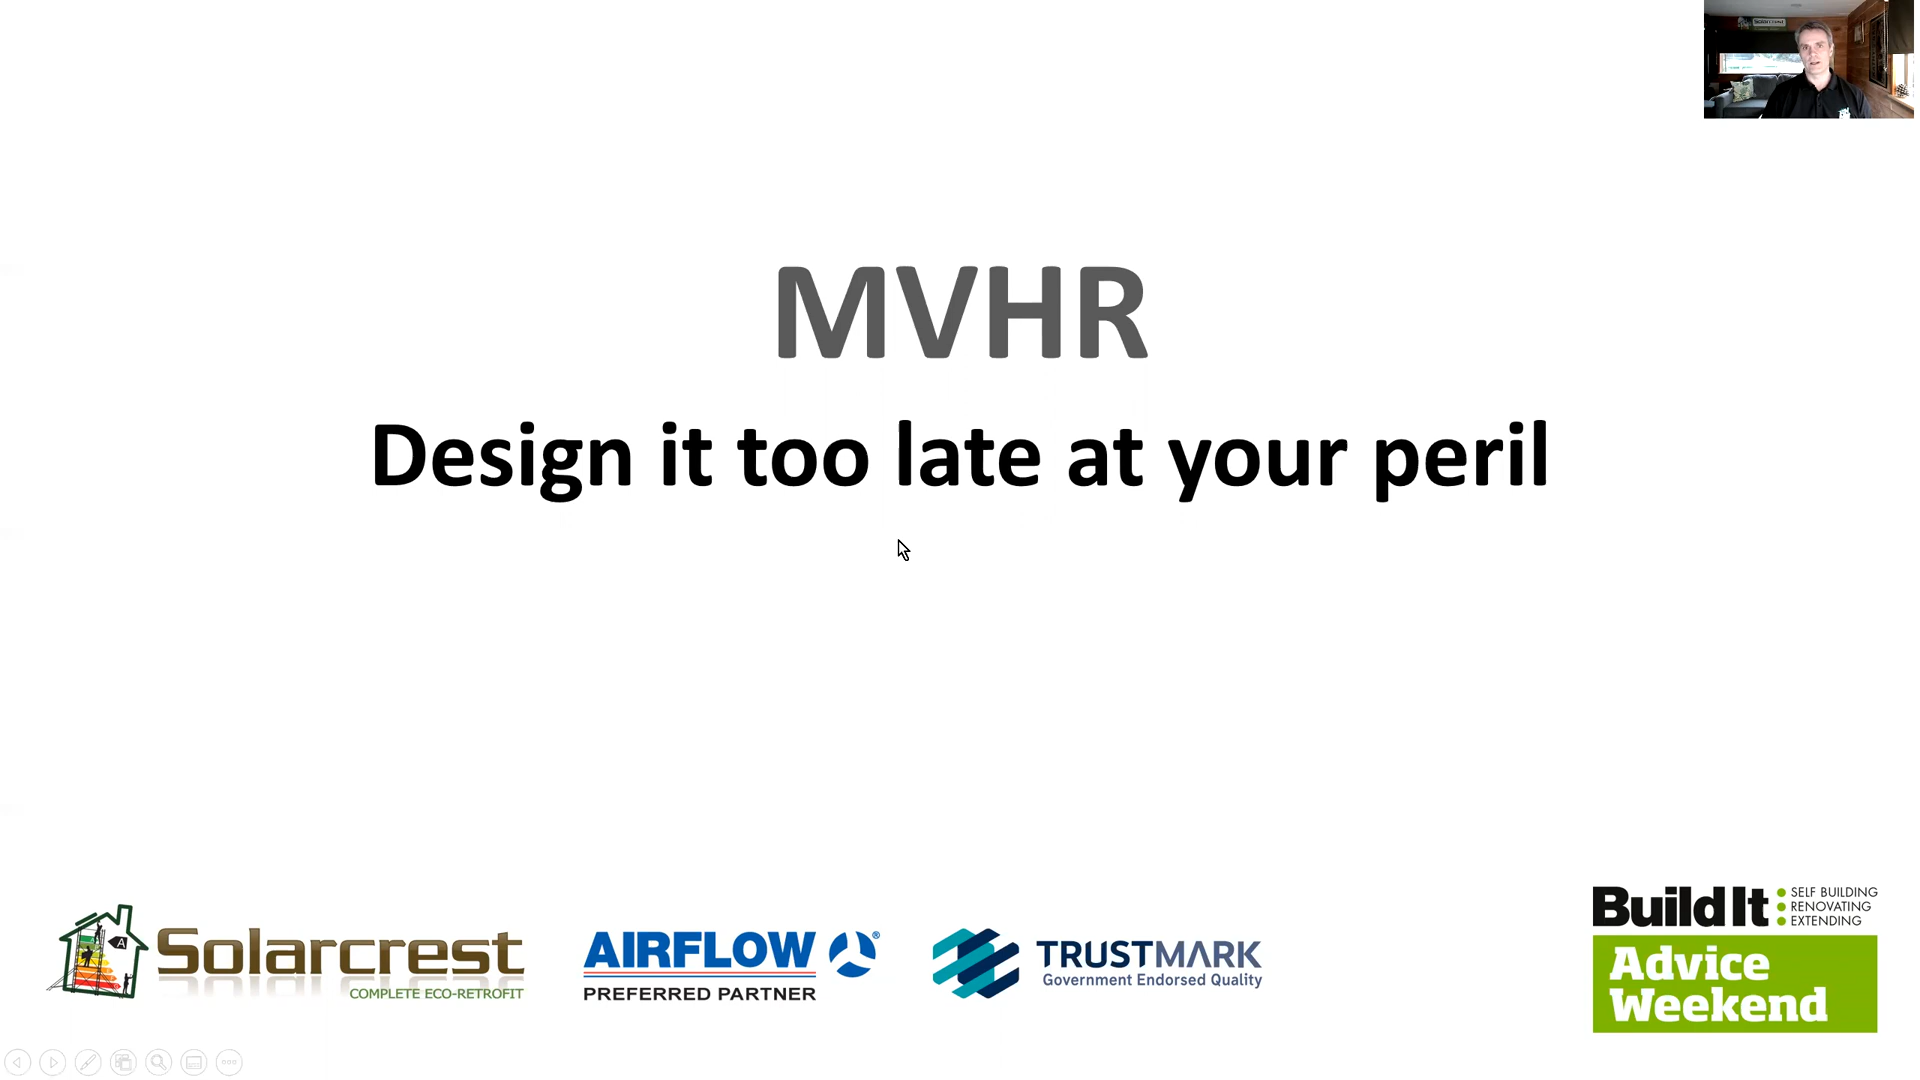 Solarcrest
MVHR
Design it too late at your peril
A
Solarcrest
COMPLETE ECO-RETROFIT
AIRFLOW
®
PREFERRED PARTNER
TRUSTMARK
Government Endorsed Quality
Build It
SELF BUILDING
RENOVATING
EXTENDING
Advice
Weekend